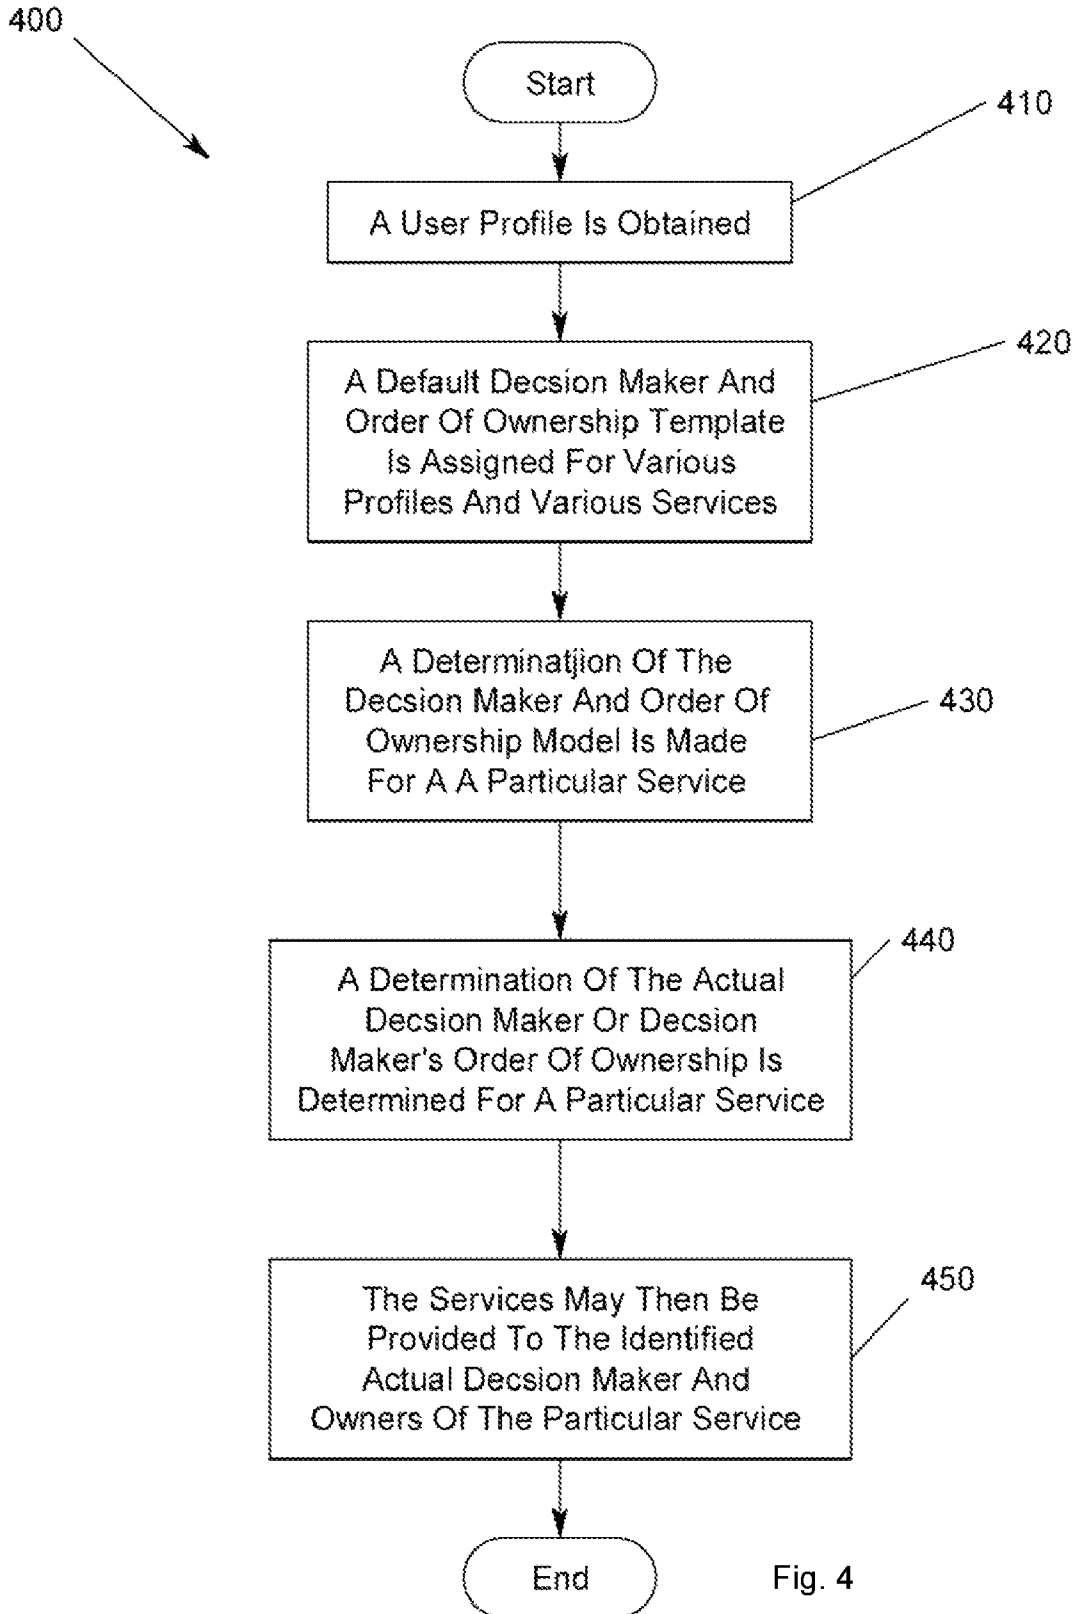 400
Start
410
A User Profile Is Obtained
420
A Default Decsion Maker And
Order Of Ownership Template
Is Assigned For Various
Profiles And Various Services
A Determinatjion Of The
Decsion Maker And Order Of
Ownership Model Is Made
For A A Particular Service
430
440
A Determination Of The Actual
Decsion Maker Or Decsion
Maker's Order Of Ownership Is
Determined For A Particular Service
450
The Services May Then Be
Provided To The Identified
Actual Decsion Maker And
Owners Of The Particular Service
End
Fig. 4